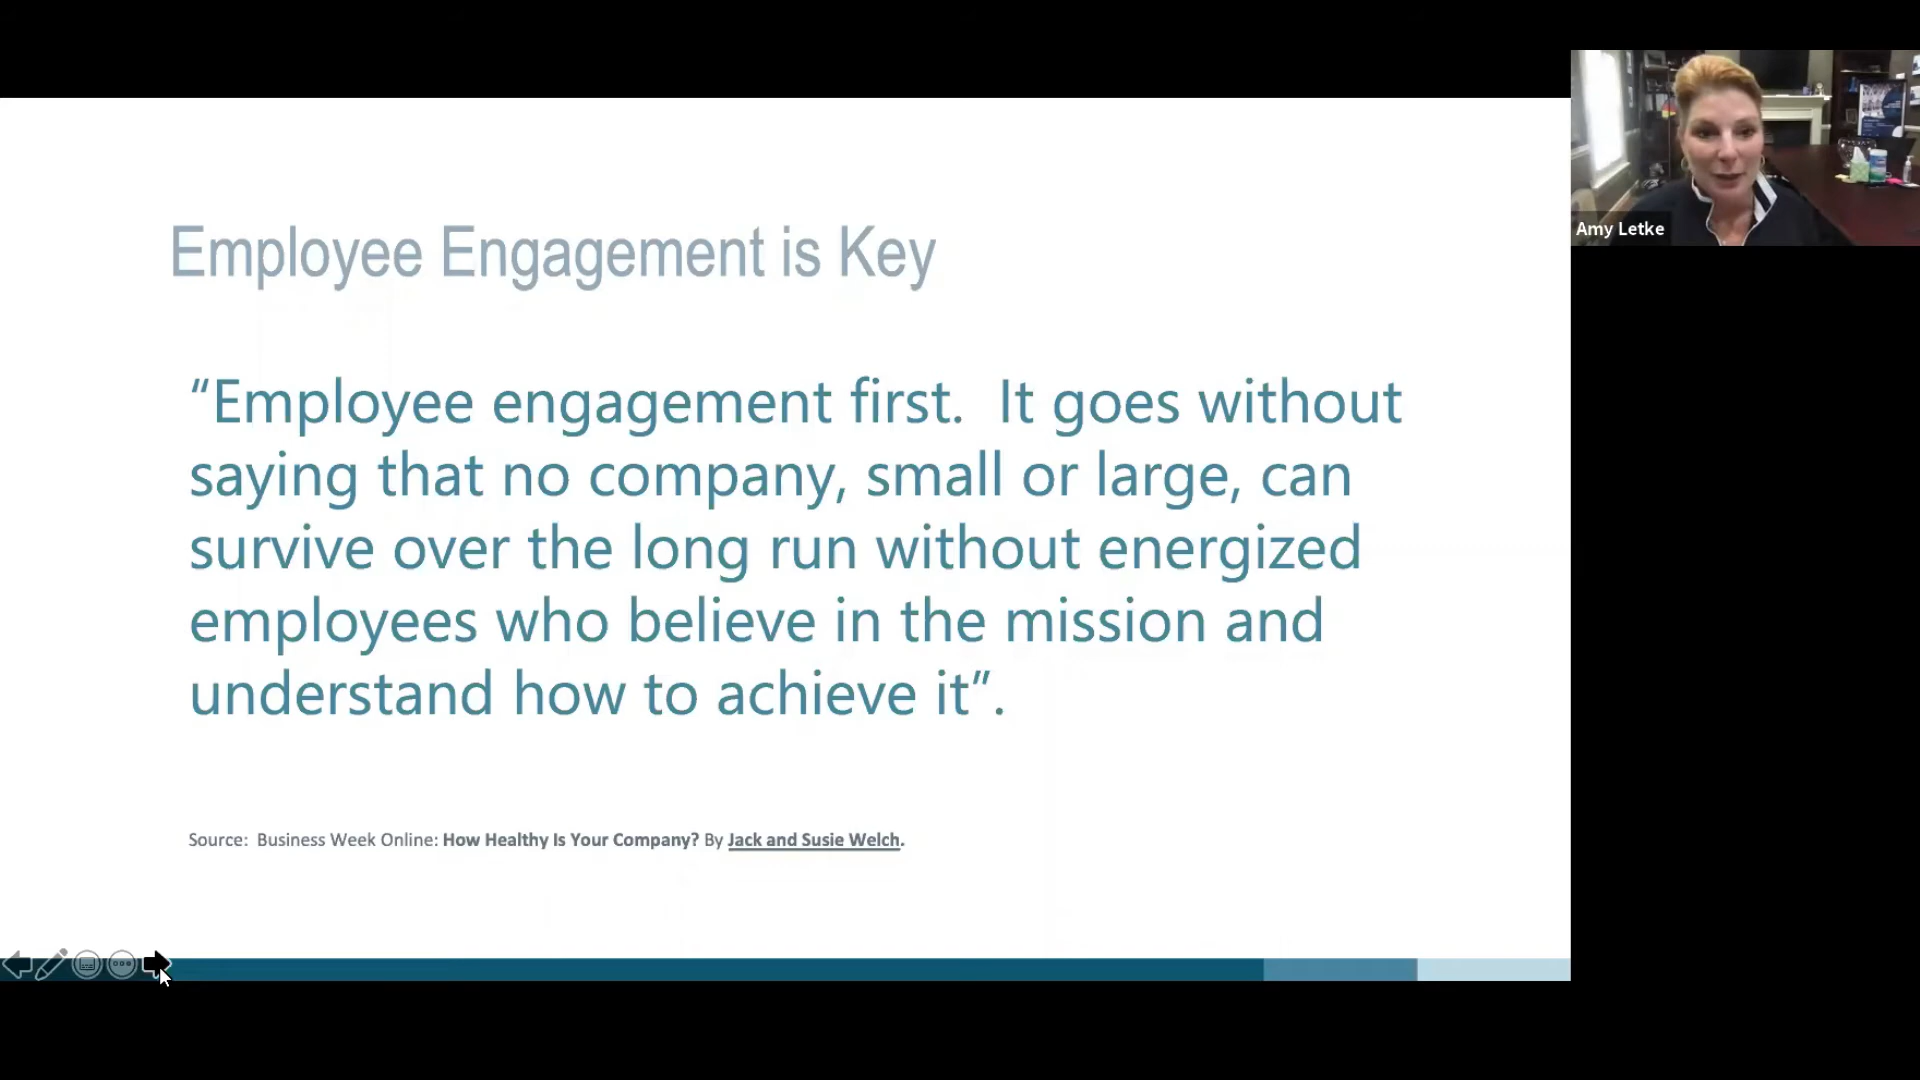 Employee Engagement is Key
“Employee engagement first.  It goes without
saying that no company, small or large, can
survive over the long run without energized
employees who believe in the mission and
understand how to achieve it”.
Source:  Business Week Online: How Healthy Is Your Company? By Jack and Susie Welch.
Amy Letke